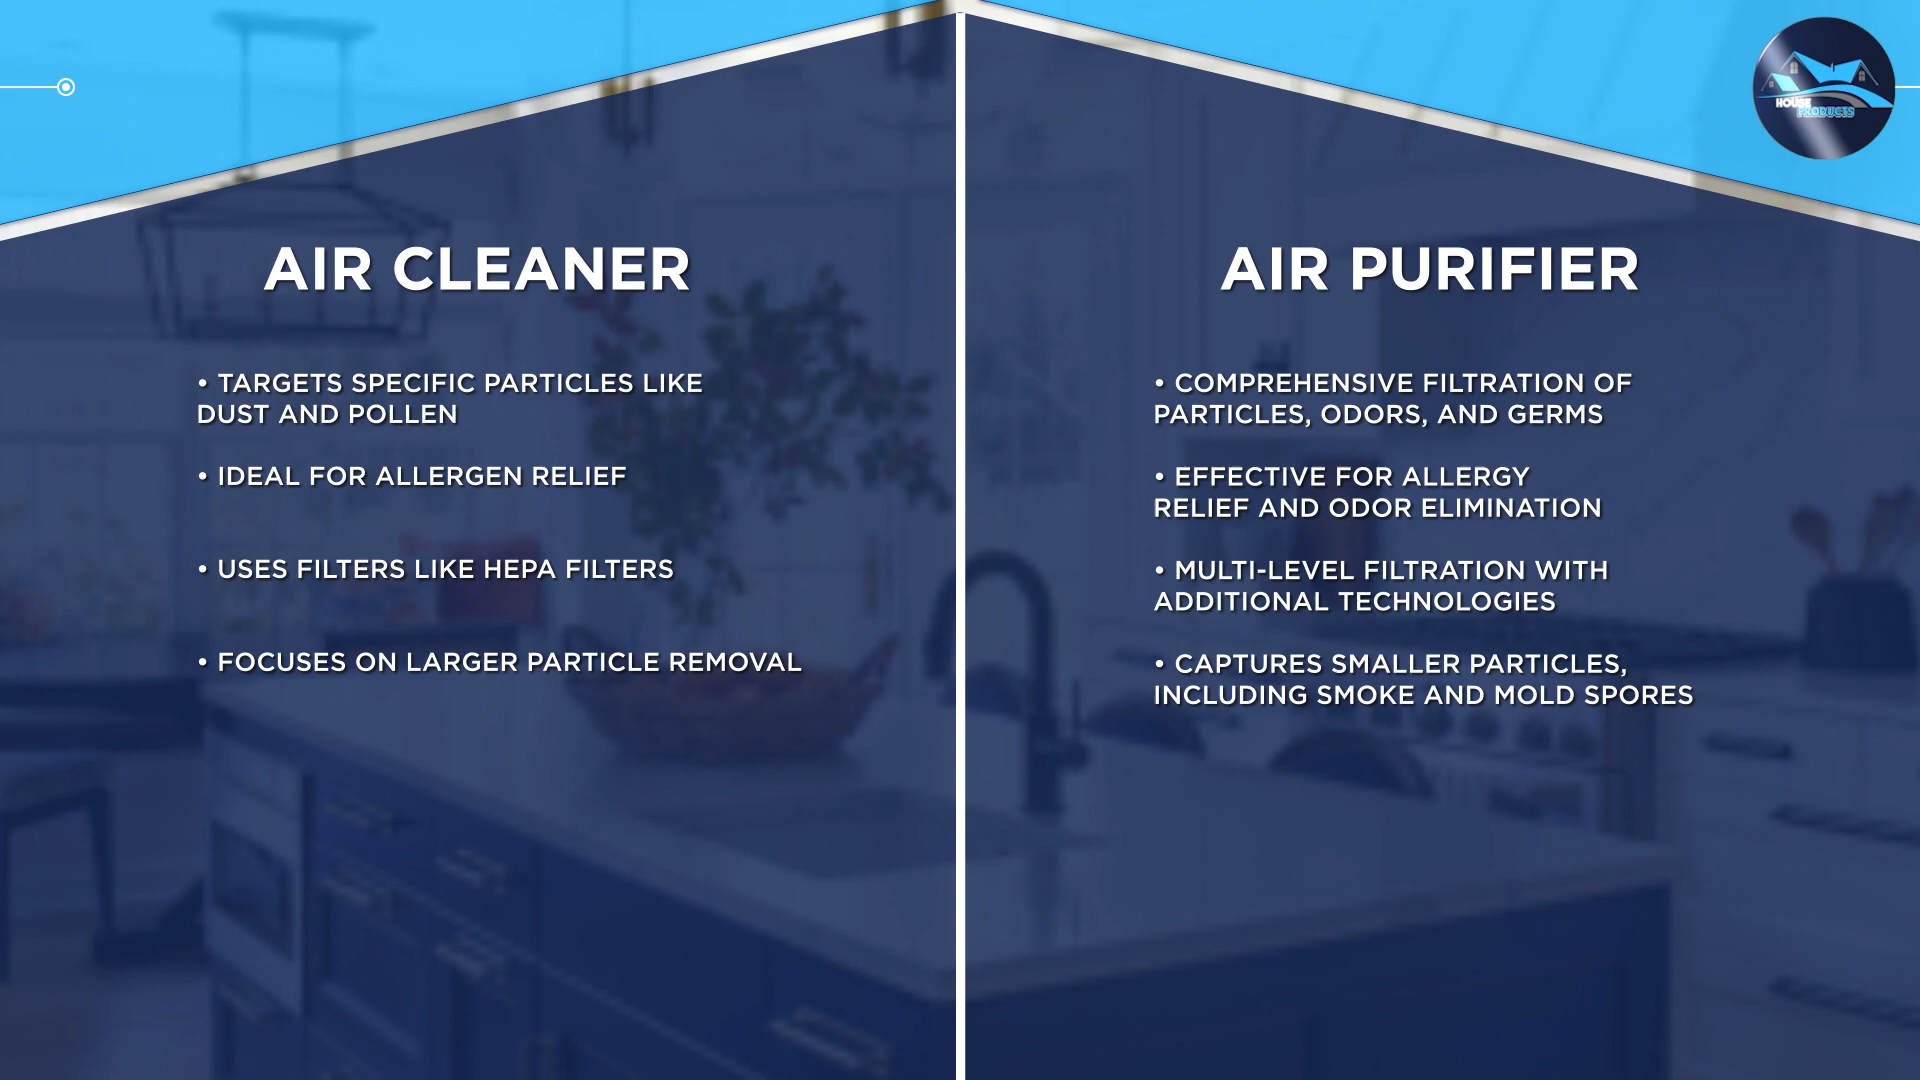 HOUSE
PRODUCTS
AIR CLEANER
• TARGETS SPECIFIC PARTICLES LIKE
DUST AND POLLEN
• IDEAL FOR ALLERGEN RELIEF
• USES FILTERS LIKE HEPA FILTERS
• FOCUSES ON LARGER PARTICLE REMOVAL
AIR PURIFIER
• COMPREHENSIVE FILTRATION OF
PARTICLES, ODORS, AND GERMS
• EFFECTIVE FOR ALLERGY
RELIEF AND ODOR ELIMINATION
• MULTI-LEVEL FILTRATION WITH
ADDITIONAL TECHNOLOGIES
• CAPTURES SMALLER PARTICLES,
INCLUDING SMOKE AND MOLD SPORES